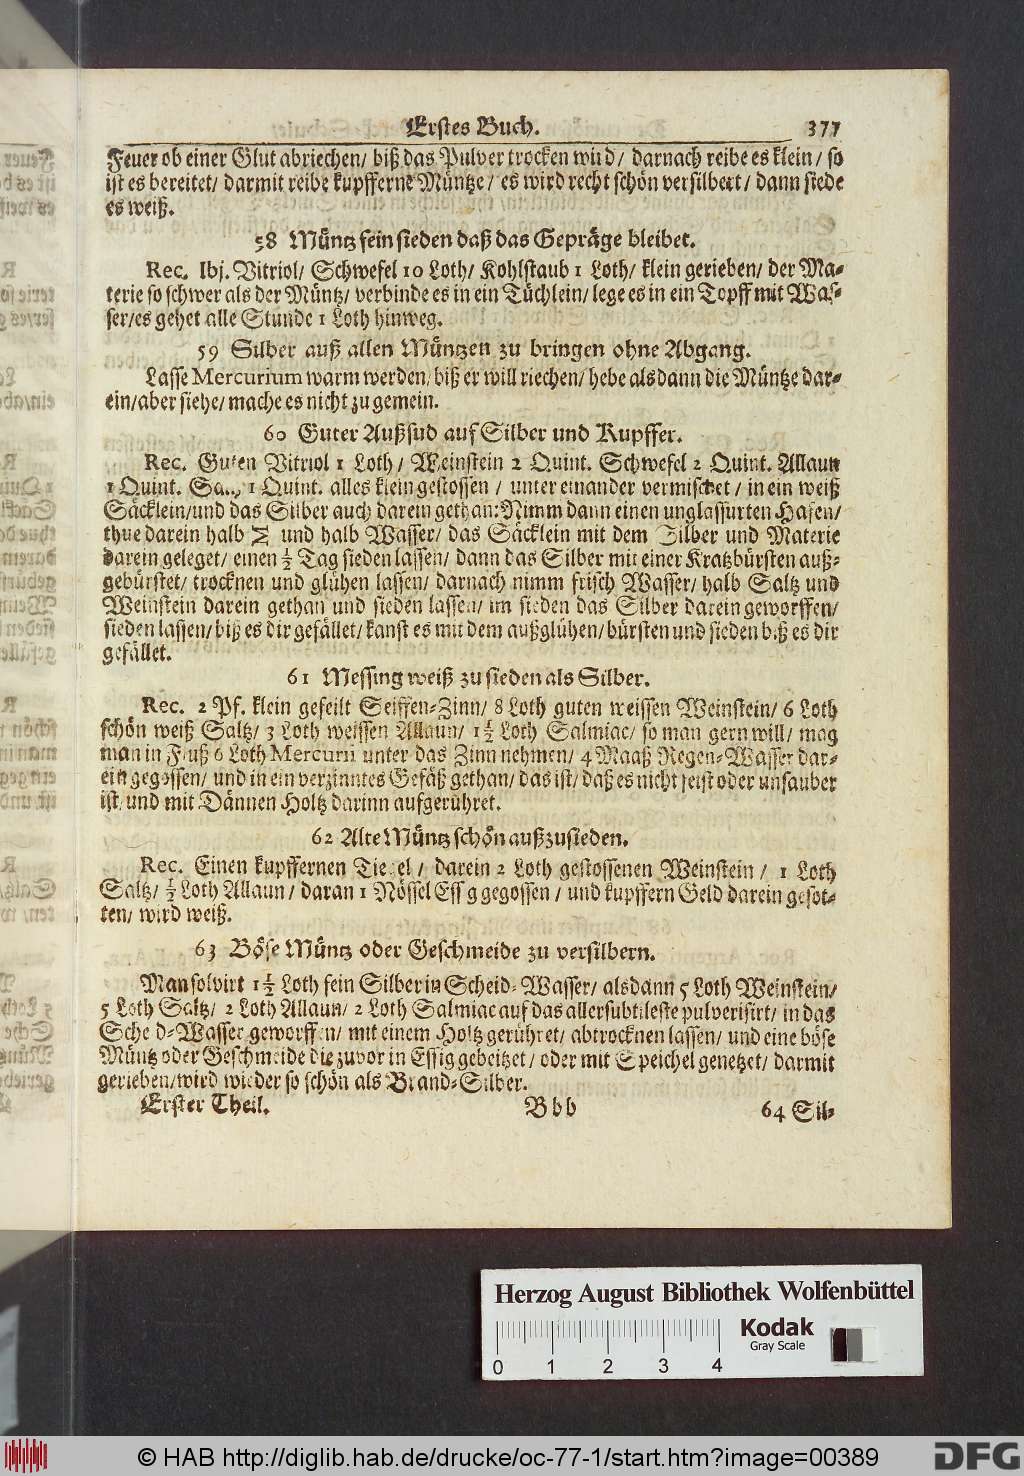 Erstes Buch. 377
Feuer ob einer Glut abriechen/ biß das Pulver trocken wird/ darnach reibe es klein/ so
ist es bereitet/ darmit reibe kupfferne Müntze/ es wird recht schön versilbert/ dann siede
es weiß.
58 Müntz fein sieden daß das Gepräge bleibet.
Rec. Ibj. Vitriol/ Schwefel 10 Loth/ Kohlstaub 1 Loth/ klein gerieben/ der Ma-
terie so schwer als der Müntz/ verbinde es in ein Tüchlein/ lege es in ein Topff mit Was-
ser/es gehet alle Stunde 1 Loth hinweg.
59 Silber auß allen Müntzen zu bringen ohne Abgang.
Lasse Mercurium warm werden/ biß er will riechen/ hebe alsdann die Müntze dar-
ein/aber siehe/ mache es nicht zu gemein.
60 Guter Außsud auf Silber und Kupffer.
Rec. Guten Vitriol 1 Loth/ Weinstein 2 Quint. Schwefel 2 Quint. Allaun
1 Quint. 1 Quint. alles klein gestossen/ unter einander vermischet/ in ein weiß
Säcklein/und das Silber auch darein gethan: Nimm dann einen unglassurten Hafen/
thue darein halb und halb Wasser/ das Säcklein mit dem Silber und Materie
darein geleget/ einen ½ Tag sieden lassen/ dann das Silber mit einer Kratzbürsten auß-
gebürstet/ trocknen und glühen lassen/ darnach nimm frisch Wasser/ halb Saltz und
Weinstein darein gethan und sieden lassen/ im sieden das Silber darein geworffen/
sieden lassen/ biß es dir gefället/ kanst es mit dem außglühen/ bürsten und sieden biß es dir
gefället.
61 Messing weiß zu sieden als Silber.
Rec. 2 Pf. klein gefeilt Seiffen-Zinn/ 8 Loth guten weissen Weinstein/ 6 Loth
schön weiß Saltz/ 3 Loth weissen Allaun/ 1½ Loth Salmiac/ so man gern will/ mag
man in Fluß 6 Loth Mercurii unter das Zinn nehmen/ 4 Maaß Regen-Wasser dar-
ein gegossen/ und in ein verzinntes Gefäß gethan/ das ist/ daß es nicht feist oder unsauber
ist/ und mit Dännen Holtz darinn aufgerühret.
62 Alte Müntz schön außzusieden.
Rec. Einen kupffernen Tiegel/ darein 2 Loth gestossenen Weinstein/ 1 Loth
Saltz/ ½ Loth Allaun/ daran 1 Nössel Essig gegossen/ und kupffern Geld darein gesot-
ten/ wird weiß.
63 Böse Müntz oder Geschmeide zu versilbern.
Man solvirt 1½ Loth fein Silber in Scheid-Wasser/ alsdann 5 Loth Weinstein/
5 Loth Saltz/ 2 Loth Allaun/ 2 Loth Salmiac auf das allersubtileste pulverisirt/ in das
Scheid-Wasser geworffen/ mit einem Holtz gerühret/ abtrocknen lassen/ und eine böse
Müntz oder Geschmeide die zuvor in Essig gebeitzet/ oder mit Speichel genetzet/ darmit
gerieben/wird wieder so schön als Brand-Silber.
Erster Theil. Bbb 64 Sil-
Herzog August Bibliothek Wolfenbüttel
Kodak
Gray Scale
0 1 2 3 4
© HAB http://diglib.hab.de/drucke/oc-77-1/start.htm?image=00389
DFG